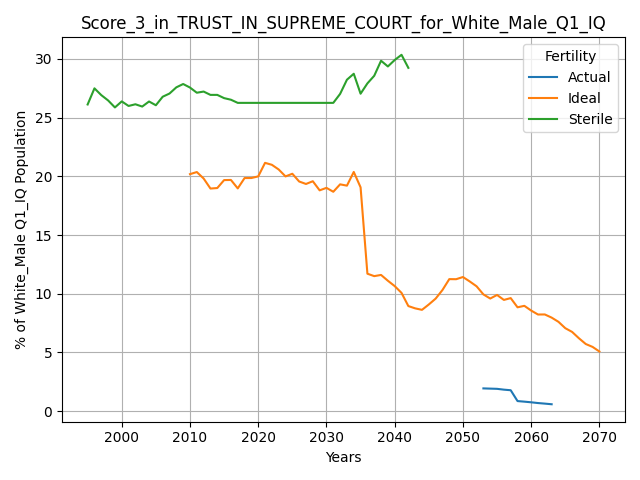 Score_3_in_TRUST_IN_SUPREME_COURT_for_White_Male_Q1_IQ
Fertility
Actual
Ideal
Sterile
% of White_Male Q1_IQ Population
30
25
20
15
10
5
0
2000 2010 2020 2030 2040 2050 2060 2070
Years